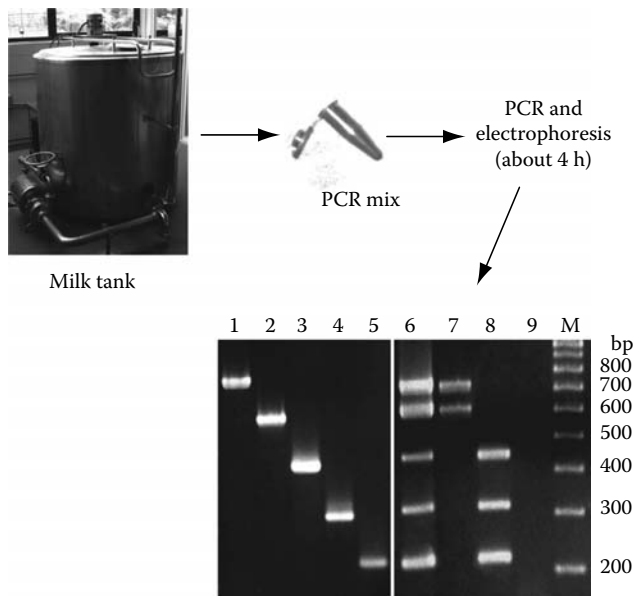 PCR and
electrophoresis
(about 4 h)
PCR mix
Milk tank
1 2 3 4 5 6 7 8 9 M
bp
800
700
600
500
400
300
200